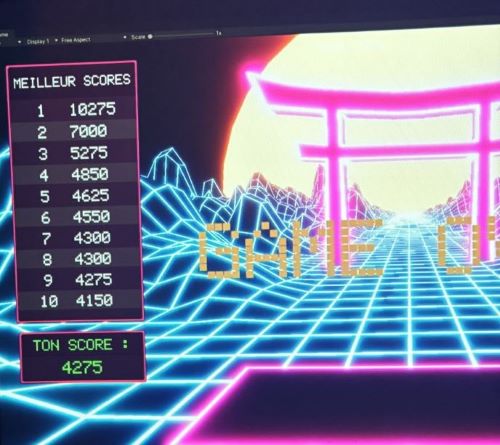 Display 1 Free Aspect Scale 1x
MEILLEUR SCORES
1 10275
2 7000
3 5275
4 4850
5 4625
6 4550
7 4300
8 4300
9 4275
10 4150
TON SCORE :
4275
GAME